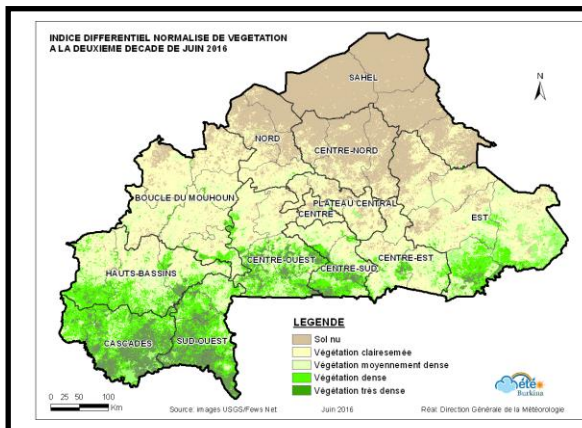 INDICE DIFFERENTIEL NORMALISE DE VEGETATION
A LA DEUXIEME DECADE DE JUIN 2016
N
SAHEL
NORD
CENTRE-NORD
BOUCLE DU MOUHOUN
PLATEAU CENTRAL
CENTRE
EST
HAUTS-BASSINS
CENTRE-OUEST
CENTRE-EST
CENTRE-SUD
CASCADES
SUD-OUEST
LEGENDE
Sol nu
Végétation clairesemée
Végétation moyennement dense
Végétation dense
Végétation très dense
0 25 50 100
Km
Source: images USGS/Fews Net
Juin 2016
Météo
Burkina
Réal: Direction Générale de la Météorologie